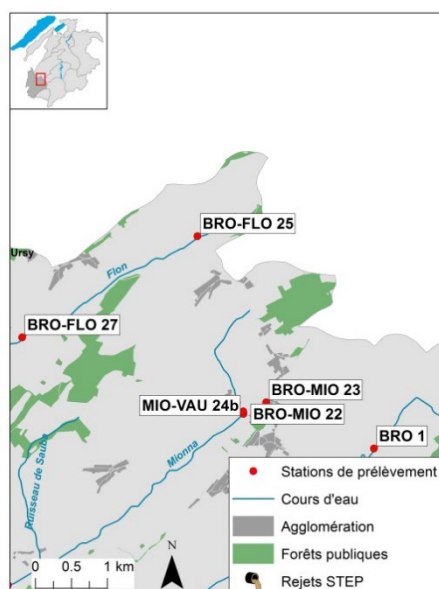 BRO-FLO 25
Ursy
Flon
BRO-FLO 27
BRO-MIO 23
MIO-VAU 24b
BRO-MIO 22
BRO 1
Mionna
Ruisseau de Sauba
Stations de prélèvement
Cours d'eau
Agglomération
Forêts publiques
Rejets STEP
N
0 0.5 1 km